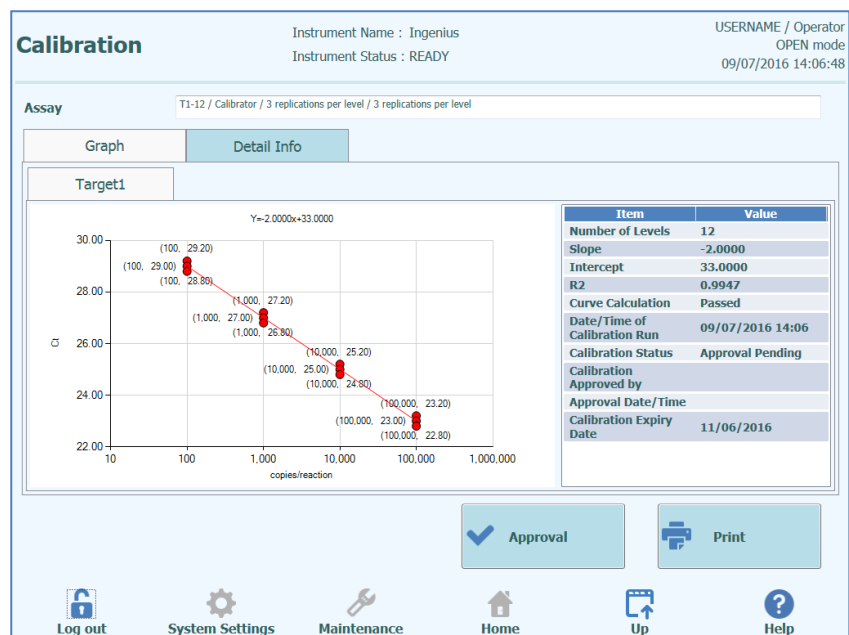 Calibration
Instrument Name : Ingenius
Instrument Status : READY
USERNAME / Operator
OPEN mode
09/07/2016 14:06:48
Assay
T1-12 / Calibrator / 3 replications per level / 3 replications per level
Graph
Detail Info
Target1
Y=-2.0000x+33.0000
30.00
28.00
26.00
24.00
22.00
Ct
(100, 29.20)
(100, 29.00)
(100, 28.80)
(1,000, 27.20)
(1,000, 27.00)
(1,000, 26.80)
(10,000, 25.20)
(10,000, 25.00)
(10,000, 24.80)
(100,000, 23.20)
(100,000, 23.00)
(100,000, 22.80)
10 100 1,000 10,000 100,000 1,000,000
copies/reaction
Item Value
Number of Levels 12
Slope -2.0000
Intercept 33.0000
R2 0.9947
Curve Calculation Passed
Date/Time of
Calibration Run 09/07/2016 14:06
Calibration Status Approval Pending
Calibration
Approved by
Approval Date/Time
Calibration Expiry
Date 11/06/2016
Approval
Print
Log out
System Settings
Maintenance
Home
Up
Help